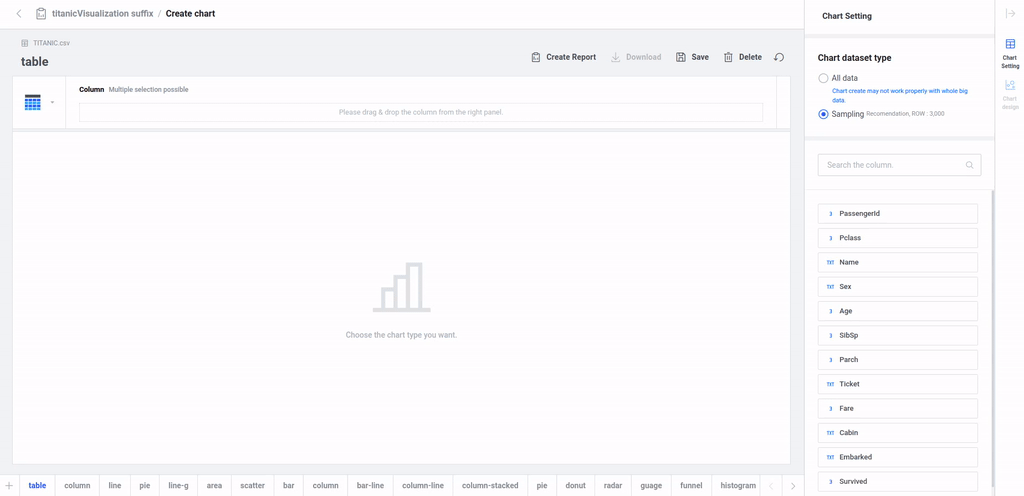 titanicVisualization suffix / Create chart
TITANIC.csv
table
Create Report
Download
Save
Delete
Column Multiple selection possible
Please drag & drop the column from the right panel.
Choose the chart type you want.
table column line pie line-g area scatter bar column bar-line column-line column-stacked pie donut radar guage funnel histogram
Chart Setting
Chart dataset type
All data
Chart create may not work properly with whole big
data.
Sampling Recomendation, ROW : 3,000
Search the column.
3 PassengerId
3 Pclass
TXT Name
TXT Sex
3 Age
3 SibSp
3 Parch
TXT Ticket
3 Fare
TXT Cabin
TXT Embarked
3 Survived
Chart
Setting
Chart
design